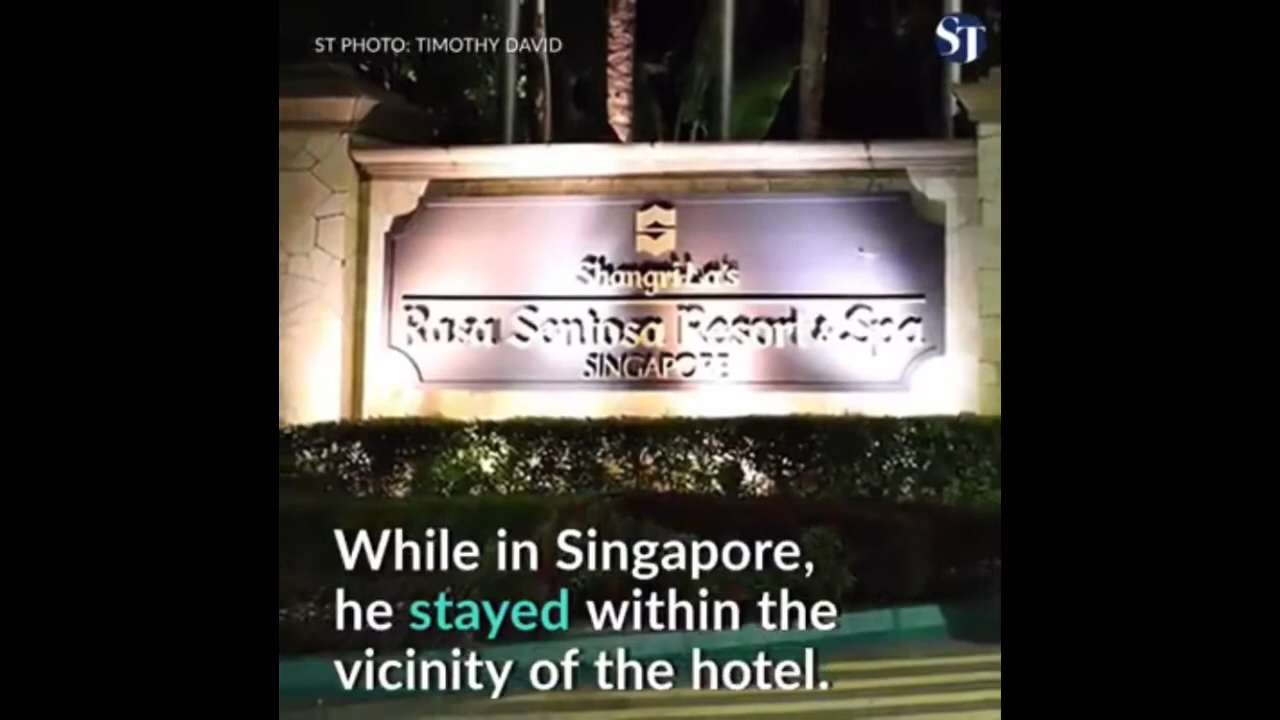 ST PHOTO: TIMOTHY DAVID
ST
Shangri-La's
Rasa Sentosa Resort & Spa
SINGAPORE
While in Singapore,
he stayed within the
vicinity of the hotel.